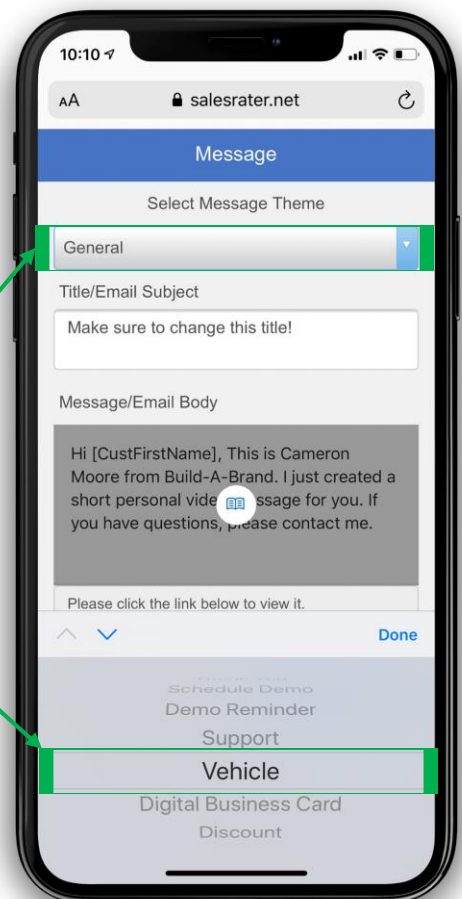 10:10
AA salesrater.net
Message
Select Message Theme
General
Title/Email Subject
Make sure to change this title!
Message/Email Body
Hi [CustFirstName], This is Cameron
Moore from Build-A-Brand. I just created a
short personal ssage for you. If
you have questions, please contact me.
Please click the link below to view it.
Done
Schedule Demo
Demo Reminder
Support
Vehicle
Digital Business Card
Discount